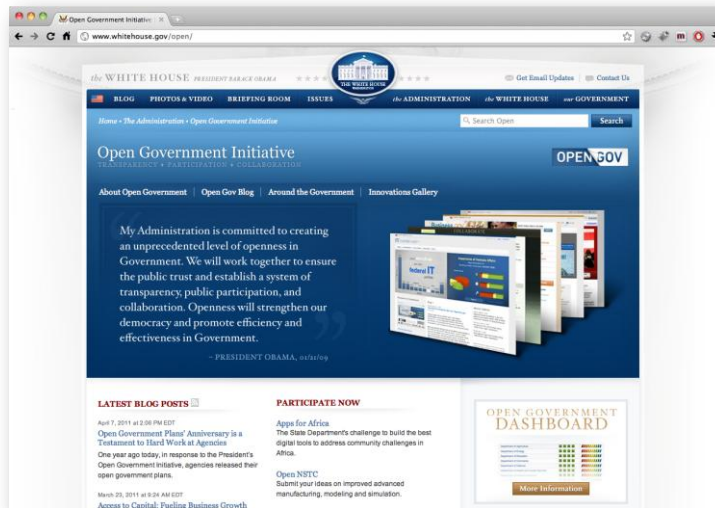 Open Government Initiative
www.whitehouse.gov/open/
the WHITE HOUSE PRESIDENT BARACK OBAMA
THE WHITE HOUSE
WASHINGTON
Get Email Updates
Contact Us
BLOG PHOTOS & VIDEO BRIEFING ROOM ISSUES the ADMINISTRATION the WHITE HOUSE our GOVERNMENT
Home • The Administration • Open Government Initiative
Search Open
Search
Open Government Initiative
TRANSPARENCY • PARTICIPATION • COLLABORATION
OPEN GOV
About Open Government | Open Gov Blog | Around the Government | Innovations Gallery
My Administration is committed to creating
an unprecedented level of openness in
Government. We will work together to ensure
the public trust and establish a system of
transparency, public participation, and
collaboration. Openness will strengthen our
democracy and promote efficiency and
effectiveness in Government.
– PRESIDENT OBAMA, 01/21/09
federal IT
LATEST BLOG POSTS
April 7, 2011 at 2:08 PM EDT
Open Government Plans' Anniversary is a
Testament to Hard Work at Agencies
One year ago today, in response to the President's
Open Government Initiative, agencies released their
open government plans.
March 23, 2011 at 9:24 AM EDT
Access to Capital: Fueling Business Growth
PARTICIPATE NOW
Apps for Africa
The State Department's challenge to build the best
digital tools to address community challenges in
Africa.
Open NSTC
Submit your ideas on improved advanced
manufacturing, modeling and simulation.
OPEN GOVERNMENT
DASHBOARD
More Information